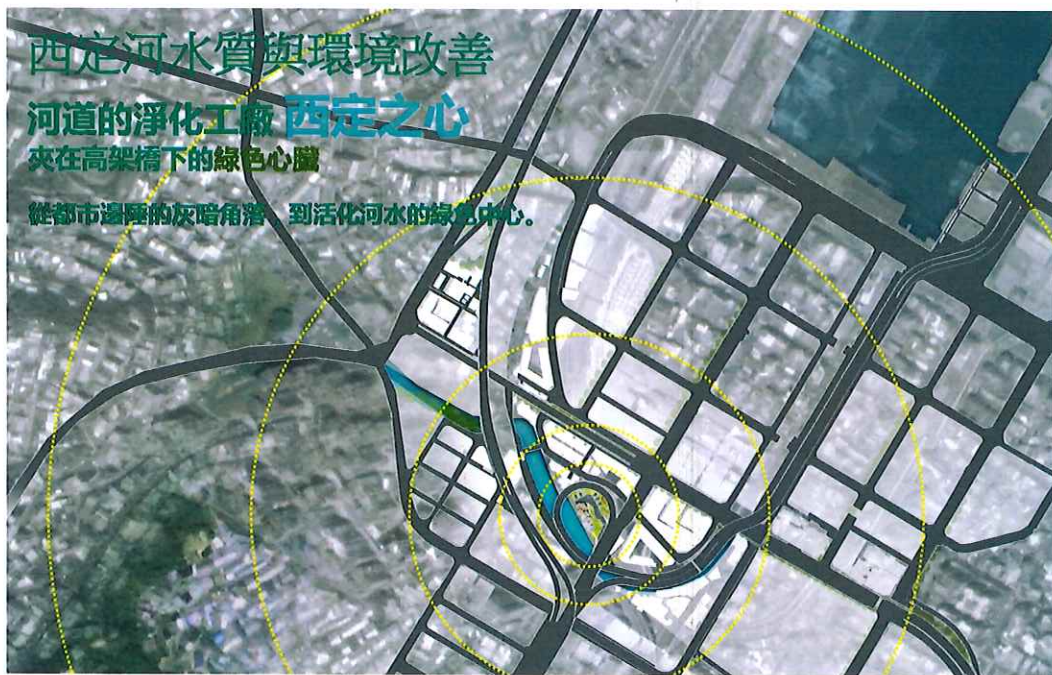 西定河水質與環境改善
河道的淨化工廠 西定之心
夾在高架橋下的綠色心臟
從都市邊陲的灰暗角落，到活化河水的綠色中心。